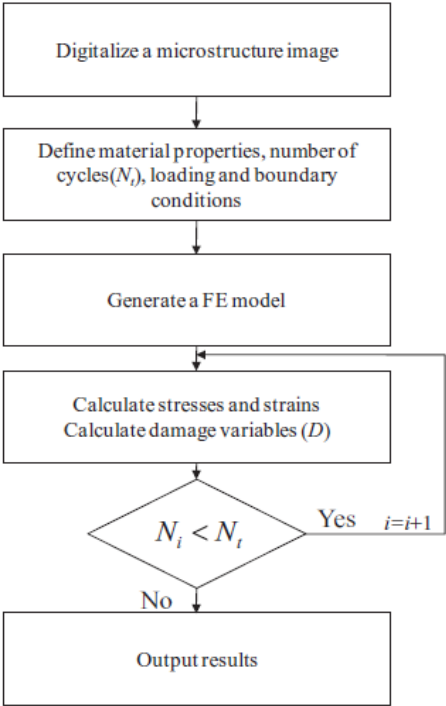 Digitalize a microstructure image
Define material properties, number of
cycles(Nₜ), loading and boundary
conditions
Generate a FE model
Calculate stresses and strains
Calculate damage variables (D)
Nᵢ < Nₜ
Yes i=i+1
No
Output results